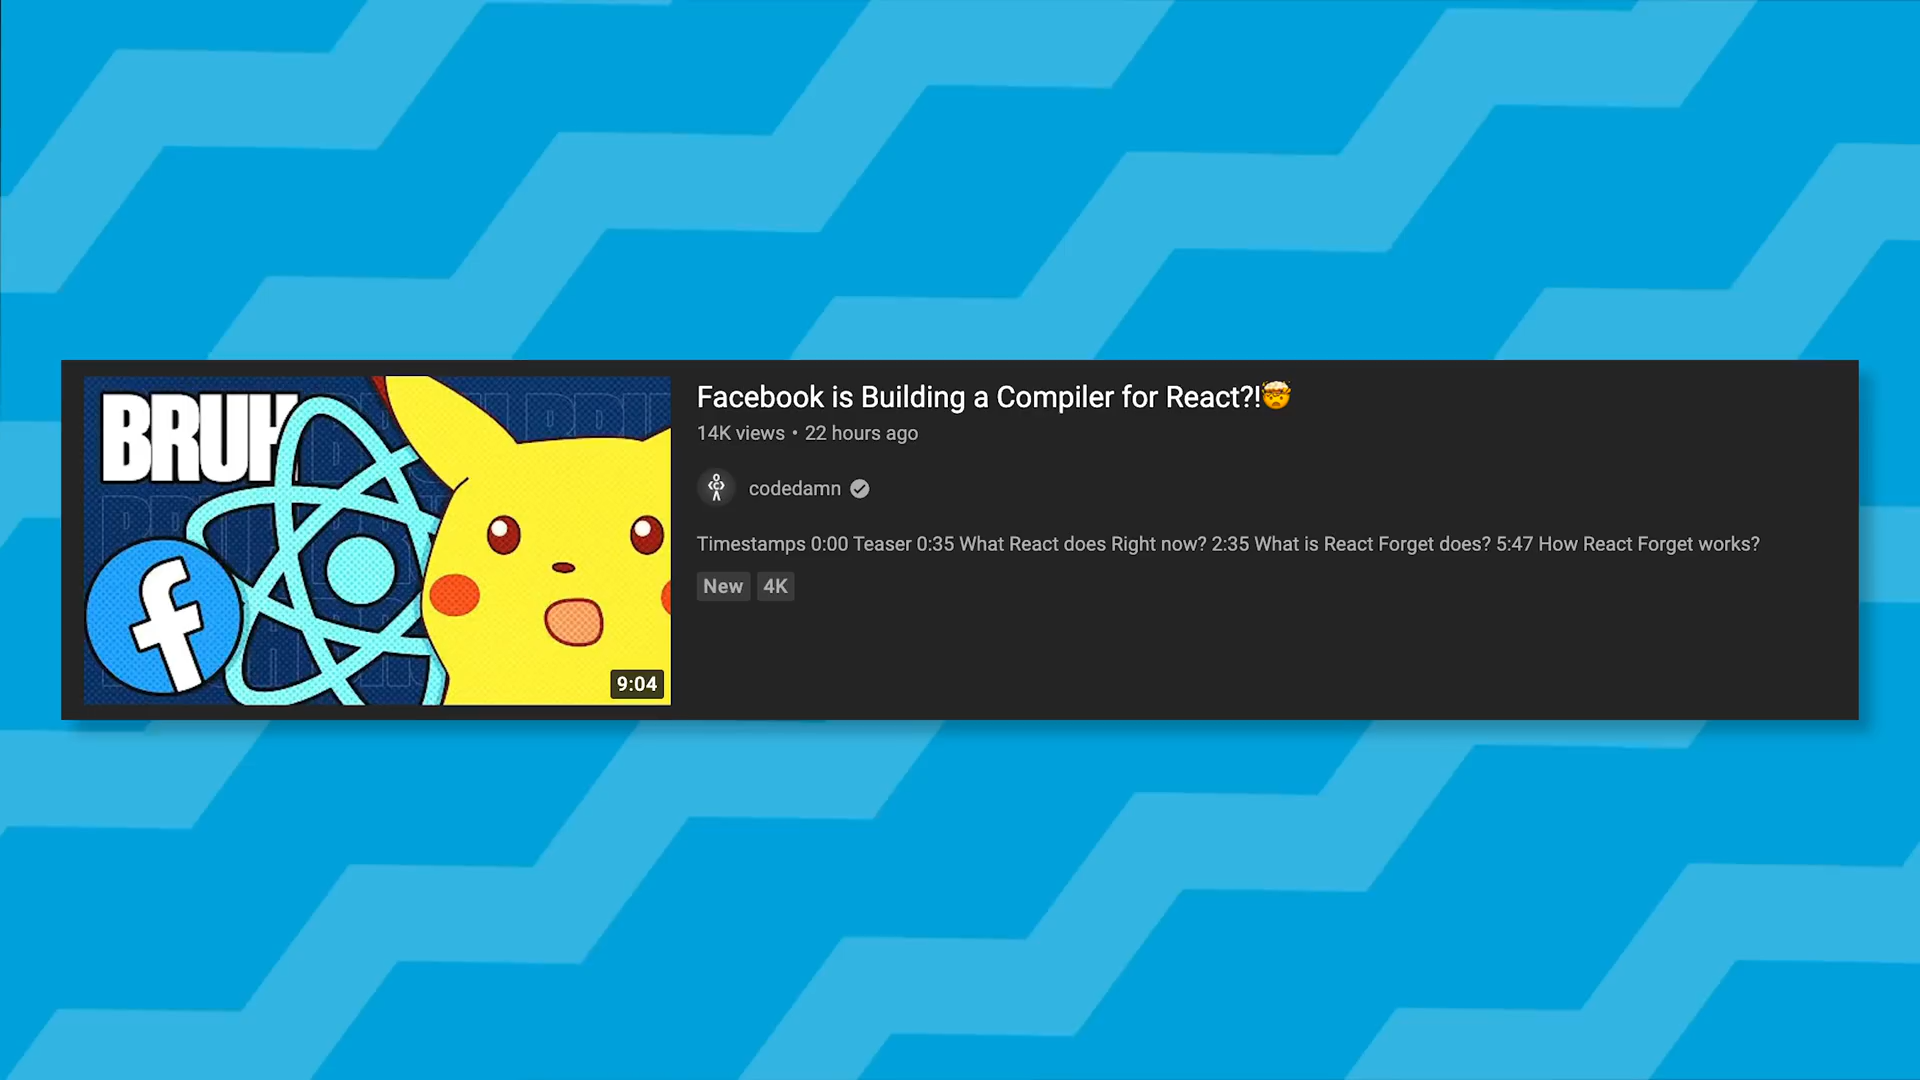 BRUH
9:04
Facebook is Building a Compiler for React?!🤯
14K views • 22 hours ago
codedamn
Timestamps 0:00 Teaser 0:35 What React does Right now? 2:35 What is React Forget does? 5:47 How React Forget works?
New 4K